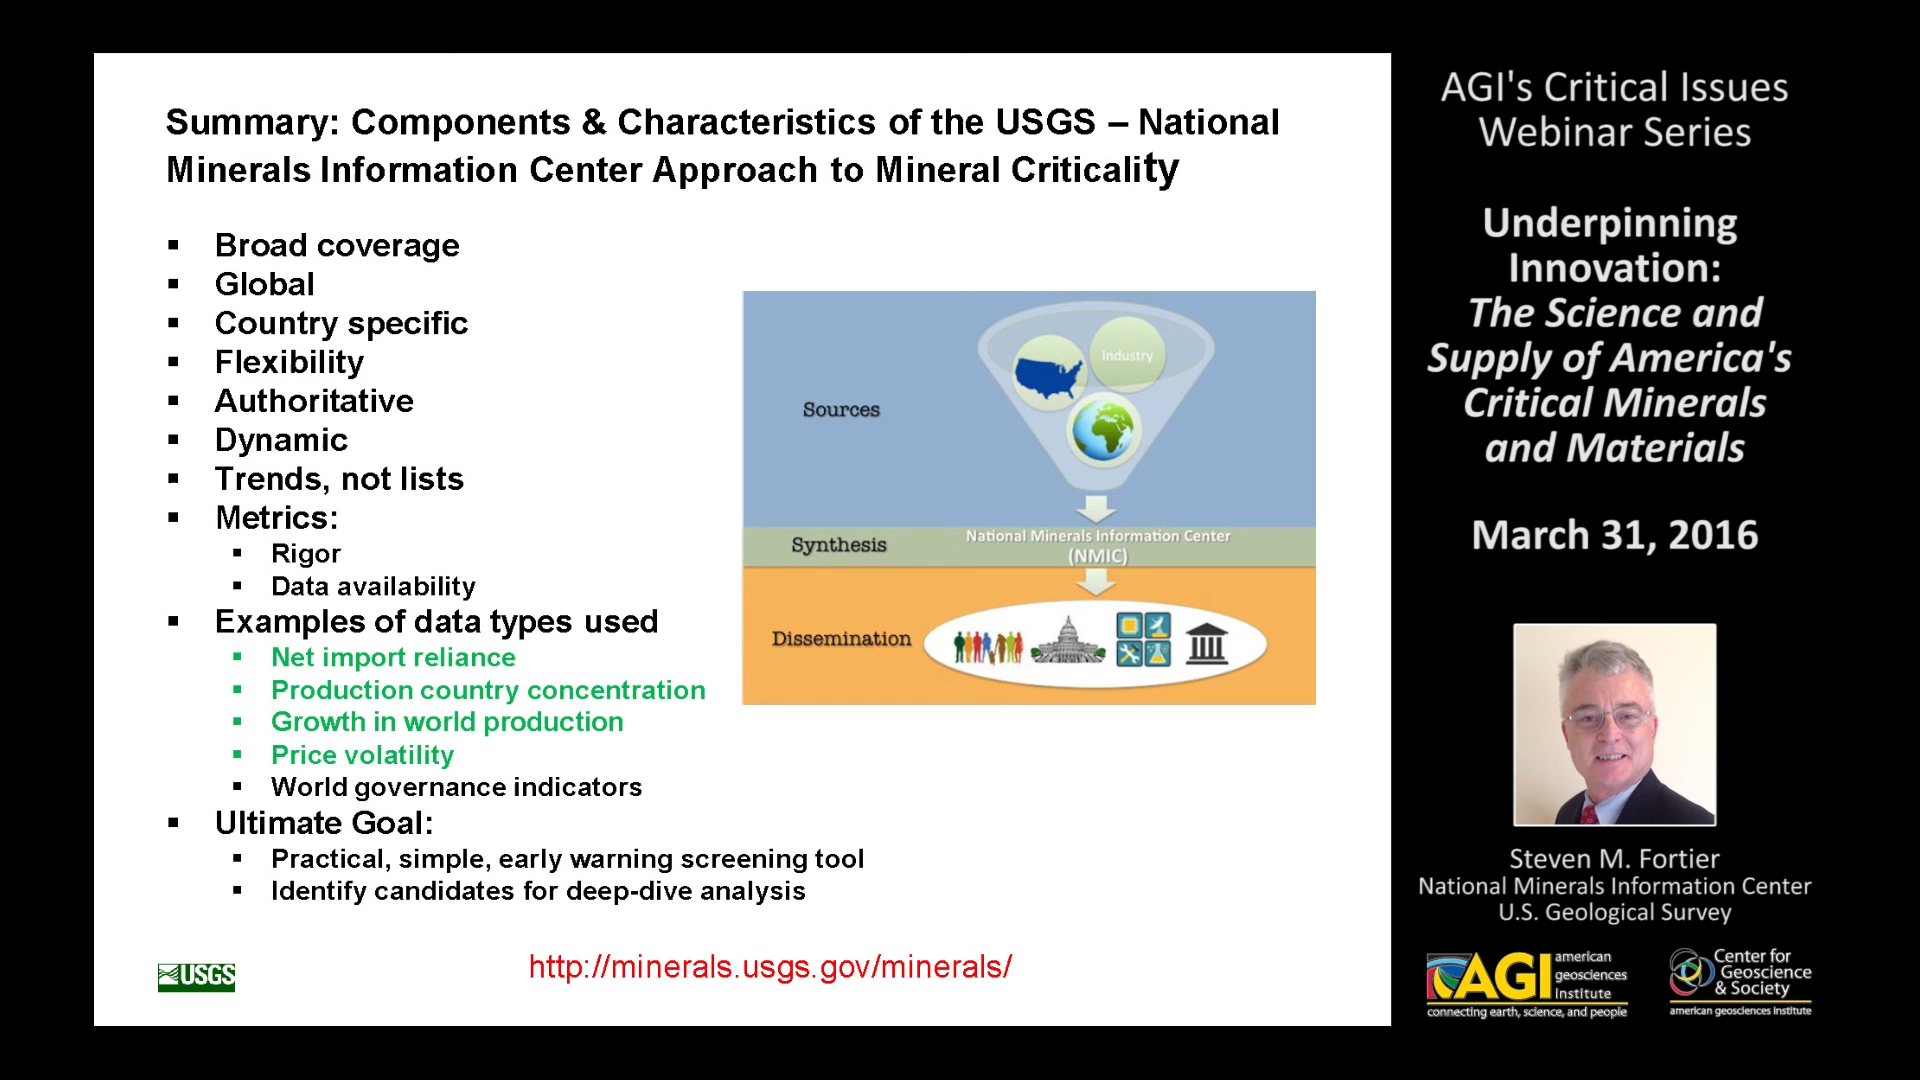 Summary: Components & Characteristics of the USGS – National
Minerals Information Center Approach to Mineral Criticality
▪ Broad coverage
▪ Global
▪ Country specific
▪ Flexibility
▪ Authoritative
▪ Dynamic
▪ Trends, not lists
▪ Metrics:
▪ Rigor
▪ Data availability
▪ Examples of data types used
▪ Net import reliance
▪ Production country concentration
▪ Growth in world production
▪ Price volatility
▪ World governance indicators
▪ Ultimate Goal:
▪ Practical, simple, early warning screening tool
▪ Identify candidates for deep-dive analysis
Industry
Sources
Synthesis
National Minerals Information Center
(NMIC)
Dissemination
USGS
http://minerals.usgs.gov/minerals/
AGI's Critical Issues
Webinar Series
Underpinning
Innovation:
The Science and
Supply of America's
Critical Minerals
and Materials
March 31, 2016
Steven M. Fortier
National Minerals Information Center
U.S. Geological Survey
AGI
american
geosciences
institute
connecting earth, science, and people
Center for
Geoscience
& Society
american geosciences institute